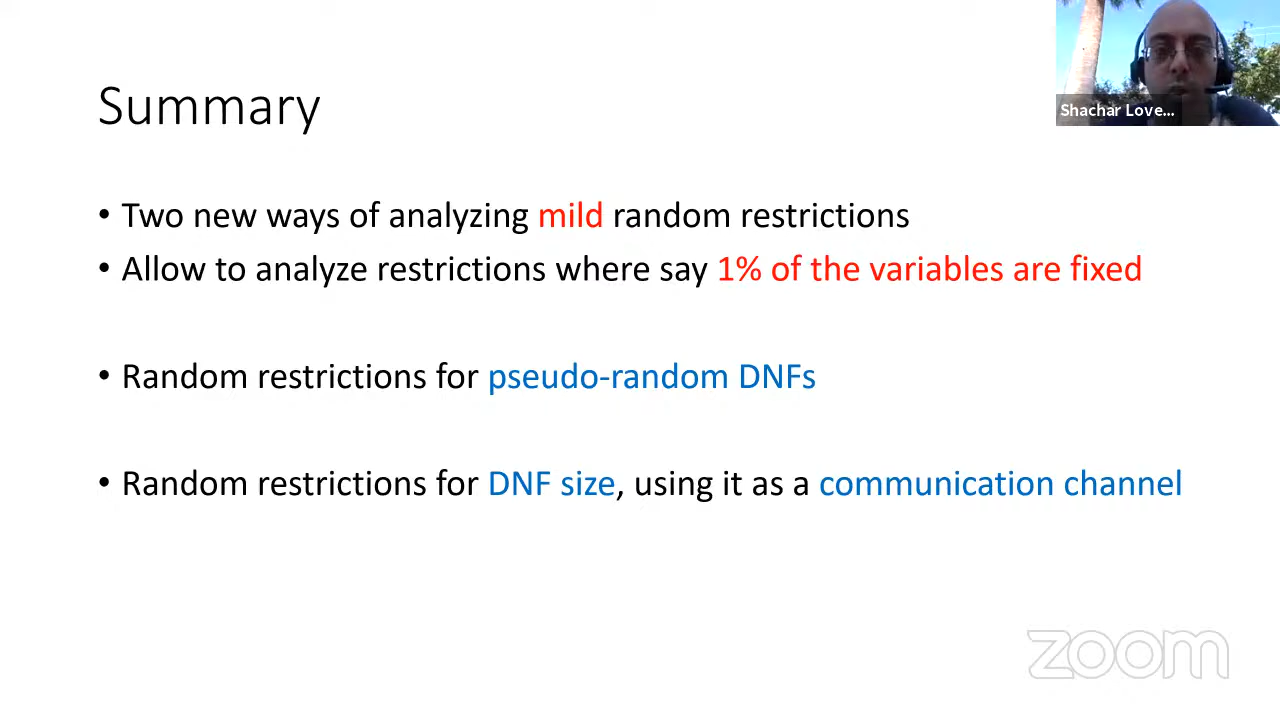 Shachar Love...
Summary
• Two new ways of analyzing mild random restrictions
• Allow to analyze restrictions where say 1% of the variables are fixed
• Random restrictions for pseudo-random DNFs
• Random restrictions for DNF size, using it as a communication channel
zoom